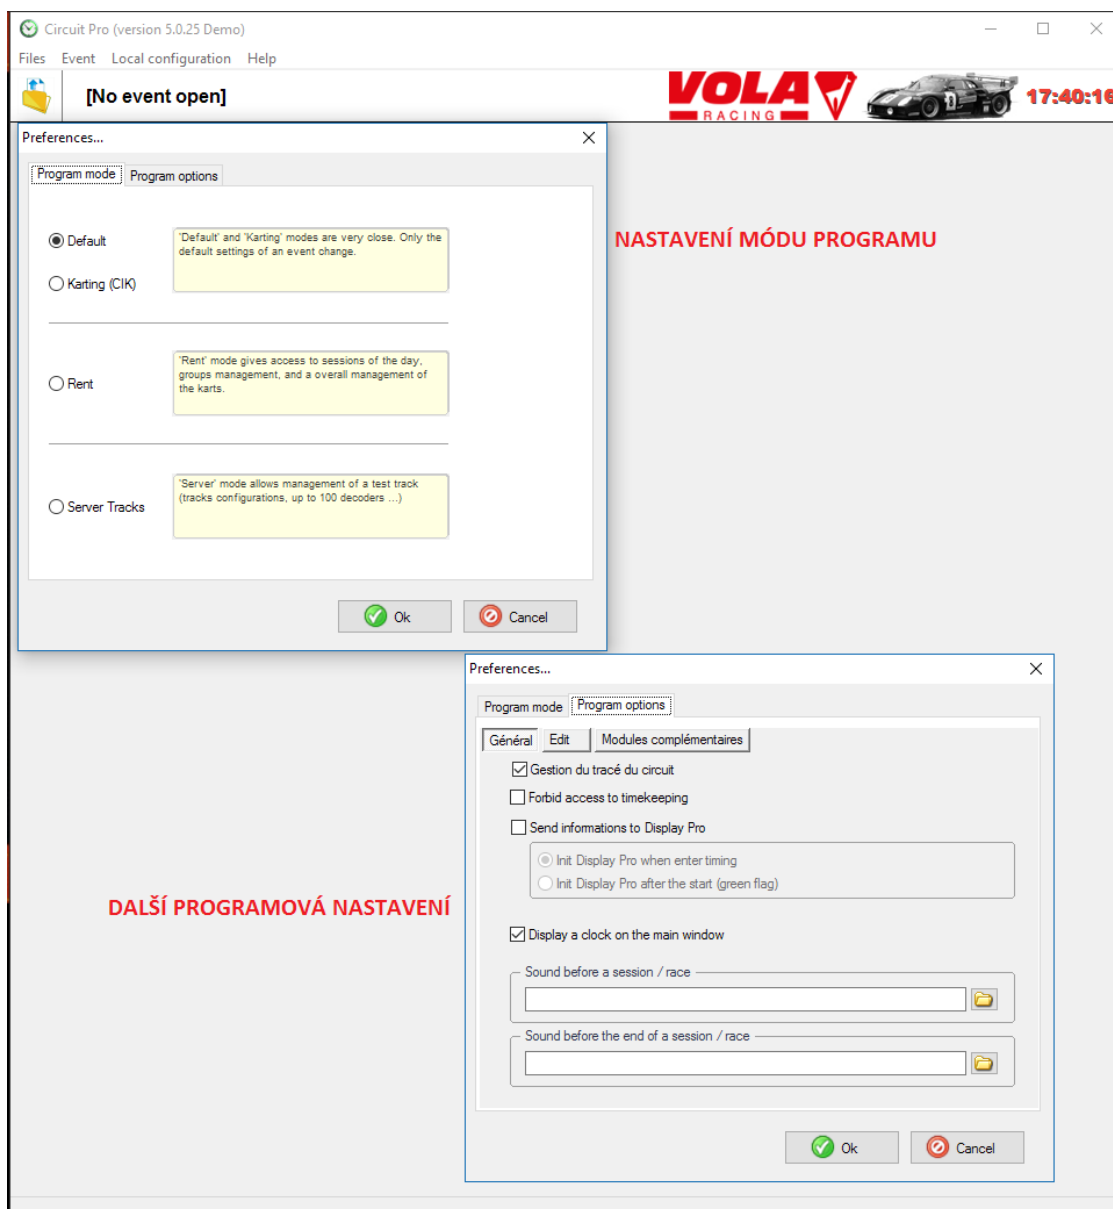 Circuit Pro (version 5.0.25 Demo)
Files Event Local configuration Help
[No event open]
VOLA
RACING
17:40:16
Preferences...
Program mode Program options
Default
'Default' and 'Karting' modes are very close. Only the
default settings of an event change.
Karting (CIK)
NASTAVENÍ MÓDU PROGRAMU
Rent
'Rent' mode gives access to sessions of the day,
groups management, and a overall management of
the karts.
Server Tracks
'Server' mode allows management of a test track
(tracks configurations, up to 100 decoders ...)
Ok Cancel
Preferences...
Program mode Program options
Général Edit Modules complémentaires
Gestion du tracé du circuit
Forbid access to timekeeping
Send informations to Display Pro
Init Display Pro when enter timing
Init Display Pro after the start (green flag)
DALŠÍ PROGRAMOVÁ NASTAVENÍ
Display a clock on the main window
Sound before a session / race
Sound before the end of a session / race
Ok Cancel